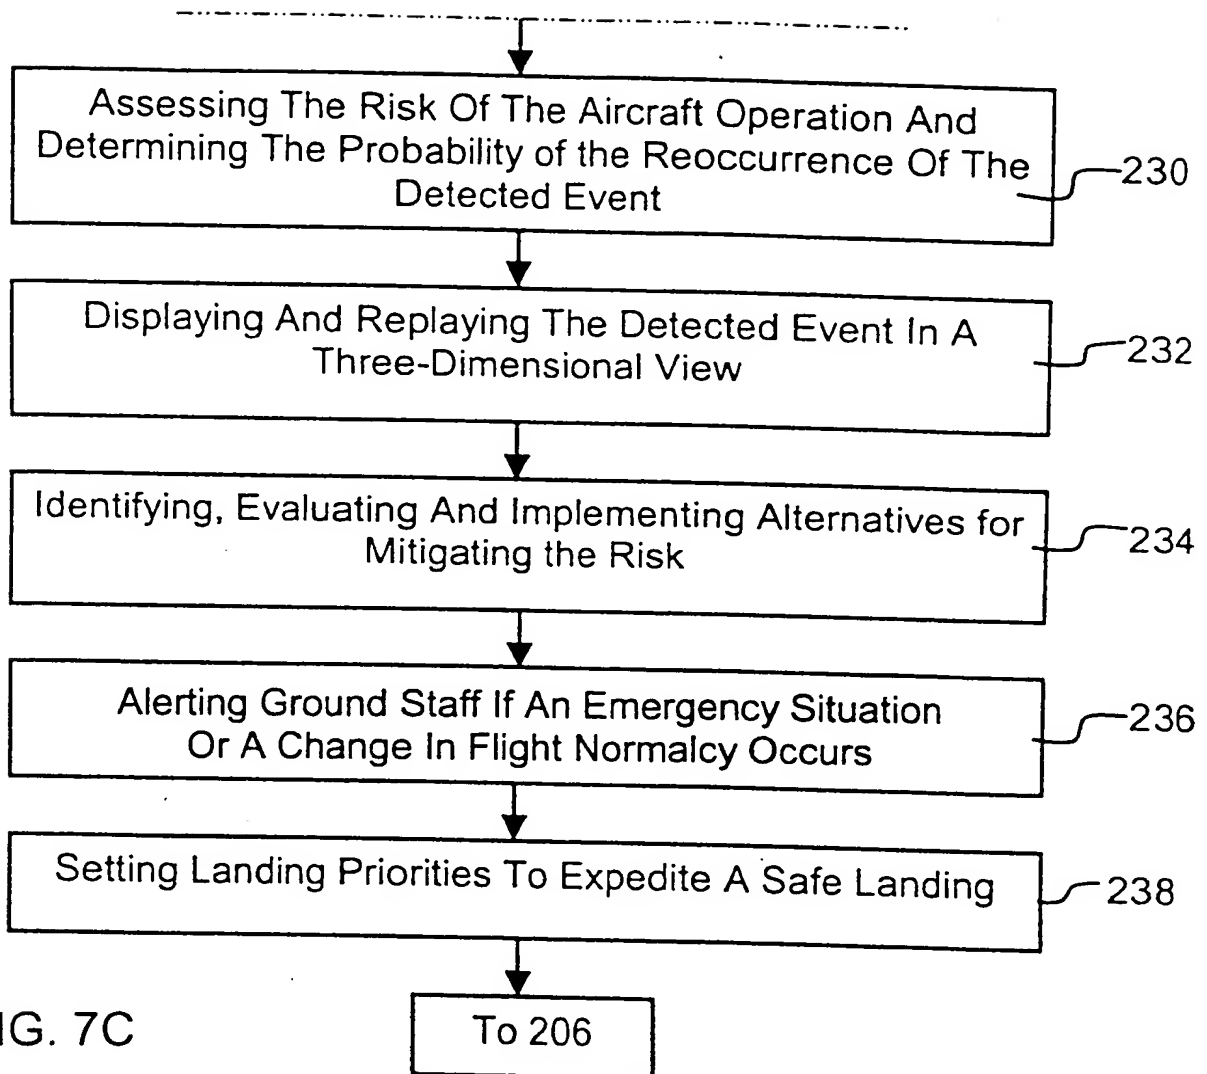 Assessing The Risk Of The Aircraft Operation And
Determining The Probability of the Reoccurrence Of The
Detected Event
230
Displaying And Replaying The Detected Event In A
Three-Dimensional View
232
Identifying, Evaluating And Implementing Alternatives for
Mitigating the Risk
234
Alerting Ground Staff If An Emergency Situation
Or A Change In Flight Normalcy Occurs
236
Setting Landing Priorities To Expedite A Safe Landing
238
To 206
IG. 7C